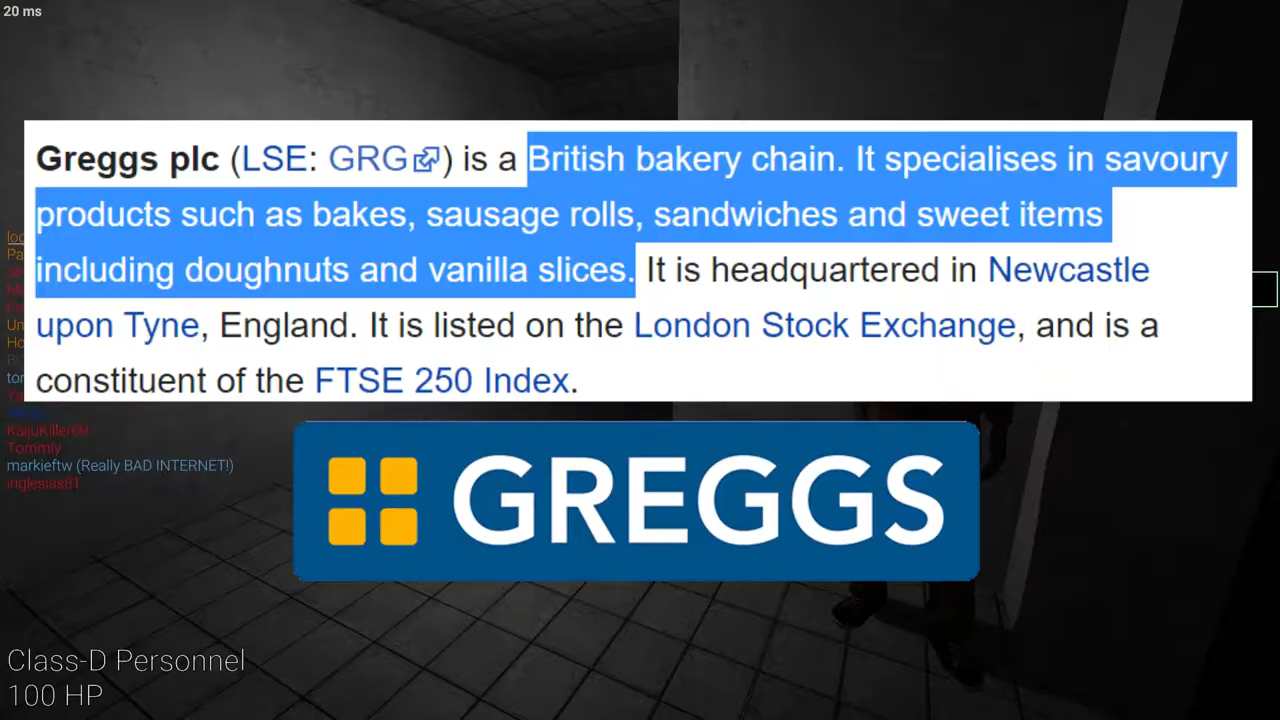 20 ms
Greggs plc (LSE: GRG) is a British bakery chain. It specialises in savoury
products such as bakes, sausage rolls, sandwiches and sweet items
including doughnuts and vanilla slices. It is headquartered in Newcastle
upon Tyne, England. It is listed on the London Stock Exchange, and is a
constituent of the FTSE 250 Index.
KaijuKiller69
Tommly
markieftw (Really BAD INTERNET!)
inglesias81
GREGGS
Class-D Personnel
100 HP